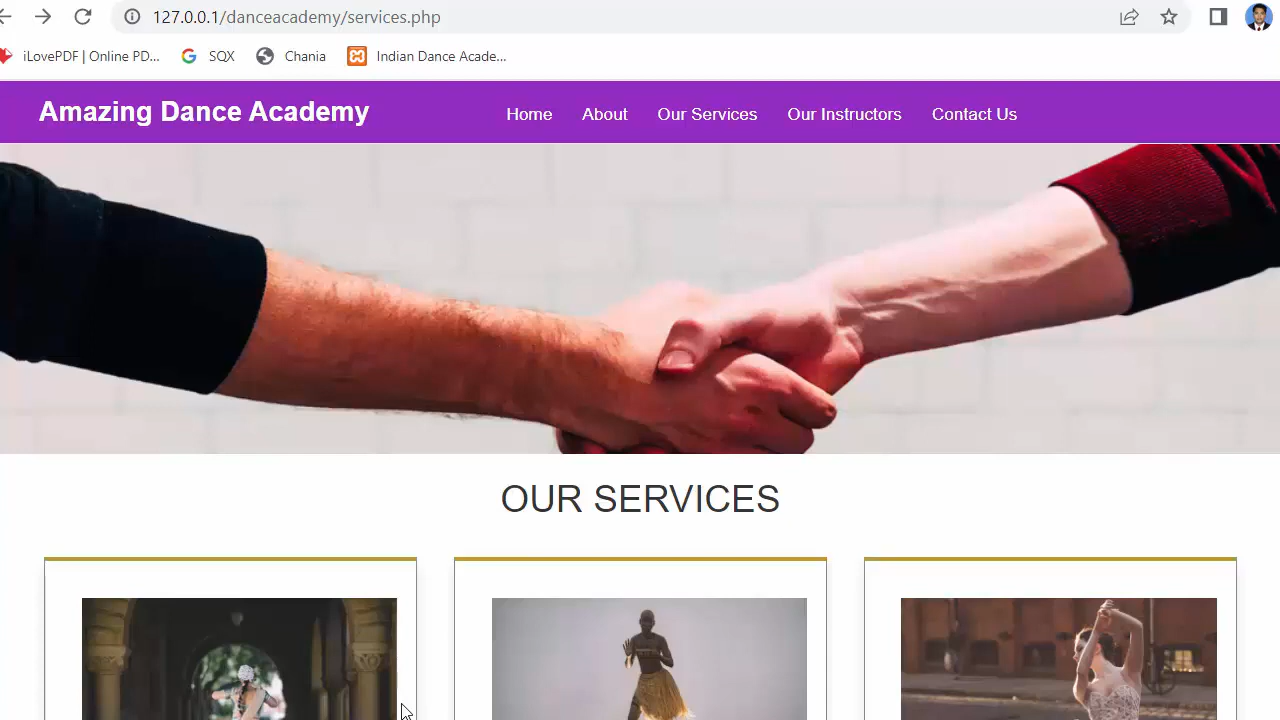 127.0.0.1/danceacademy/services.php
iLovePDF | Online PD...
SQX
Chania
Indian Dance Acade...
Amazing Dance Academy
Home
About
Our Services
Our Instructors
Contact Us
OUR SERVICES